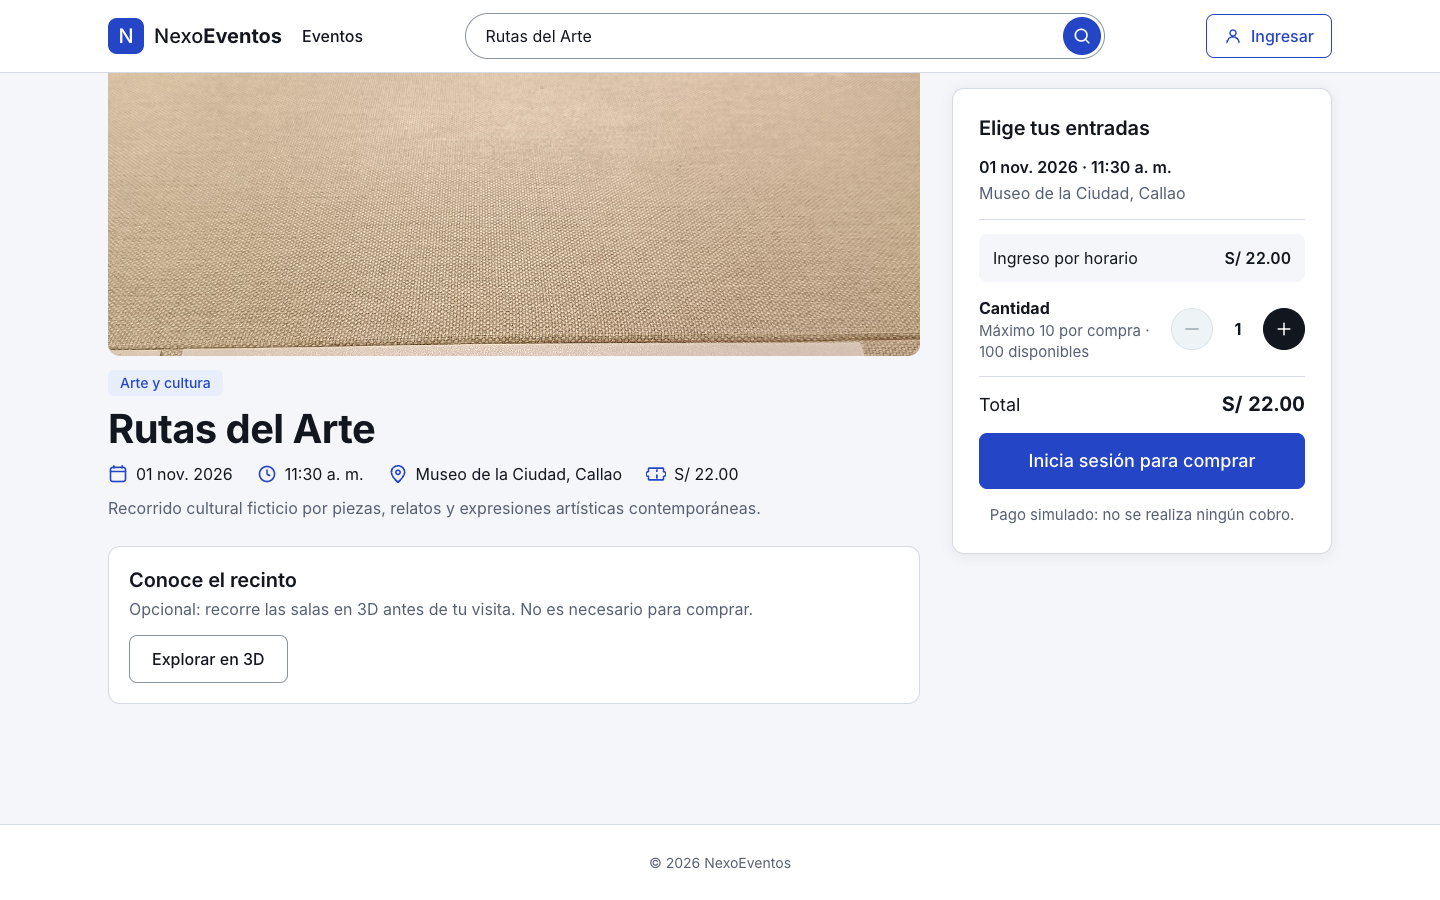 N NexoEventos
Eventos
Rutas del Arte
Ingresar
Arte y cultura
Rutas del Arte
01 nov. 2026
11:30 a. m.
Museo de la Ciudad, Callao
S/ 22.00
Recorrido cultural ficticio por piezas, relatos y expresiones artísticas contemporáneas.
Conoce el recinto
Opcional: recorre las salas en 3D antes de tu visita. No es necesario para comprar.
Explorar en 3D
Elige tus entradas
01 nov. 2026 · 11:30 a. m.
Museo de la Ciudad, Callao
Ingreso por horario S/ 22.00
Cantidad
Máximo 10 por compra ·
100 disponibles
1
Total S/ 22.00
Inicia sesión para comprar
Pago simulado: no se realiza ningún cobro.
© 2026 NexoEventos